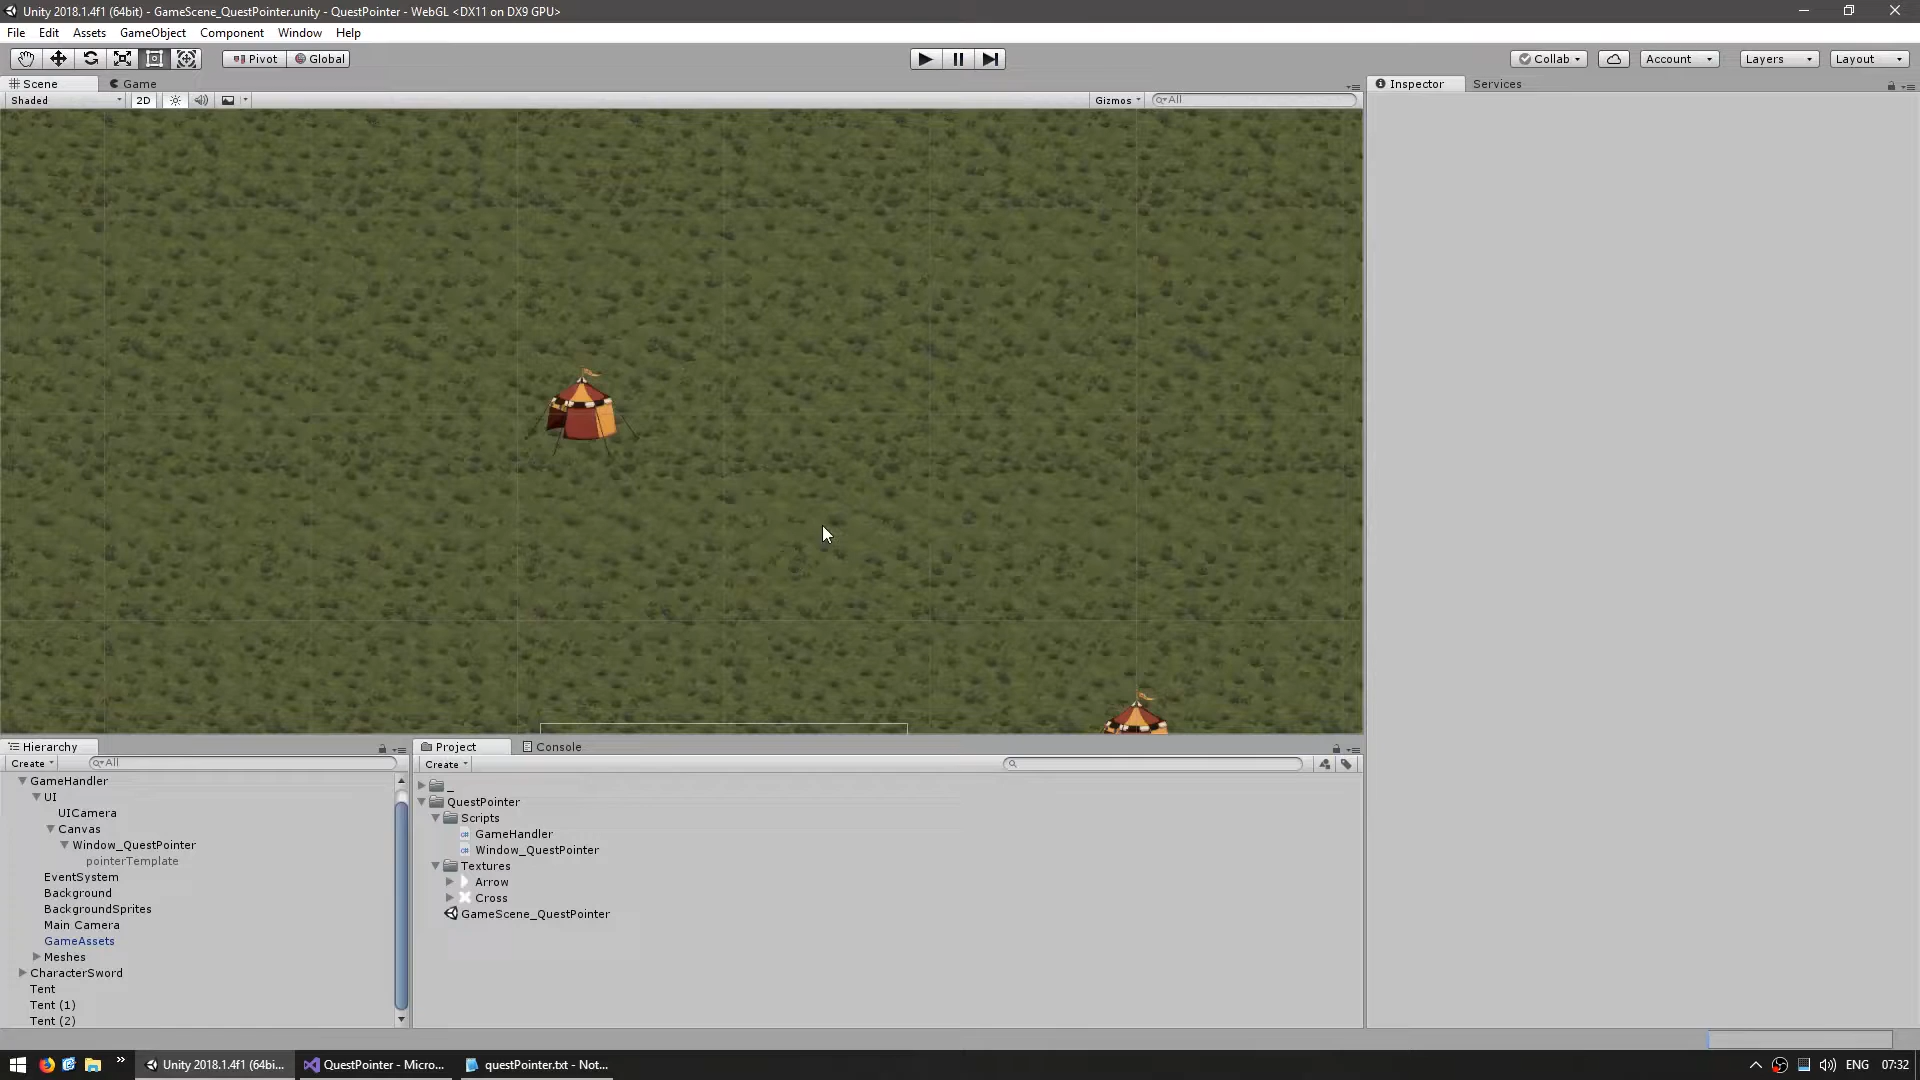 Unity 2018.1.4f1 (64bit) - GameScene_QuestPointer.unity - QuestPointer - WebGL <DX11 on DX9 GPU>
File Edit Assets GameObject Component Window Help
Pivot Global Collab Account Layers Layout
Scene Game Inspector Services
Shaded 2D Gizmos All
Hierarchy Project Console
Create All Create
GameHandler
UI
UICamera
Canvas
Window_QuestPointer
pointerTemplate
EventSystem
Background
BackgroundSprites
Main Camera
GameAssets
Meshes
CharacterSword
Tent
Tent (1)
Tent (2)
_
QuestPointer
Scripts
GameHandler
Window_QuestPointer
Textures
Arrow
Cross
GameScene_QuestPointer
Unity 2018.1.4f1 (64bi... QuestPointer - Micro... questPointer.txt - Not... ENG 07:32